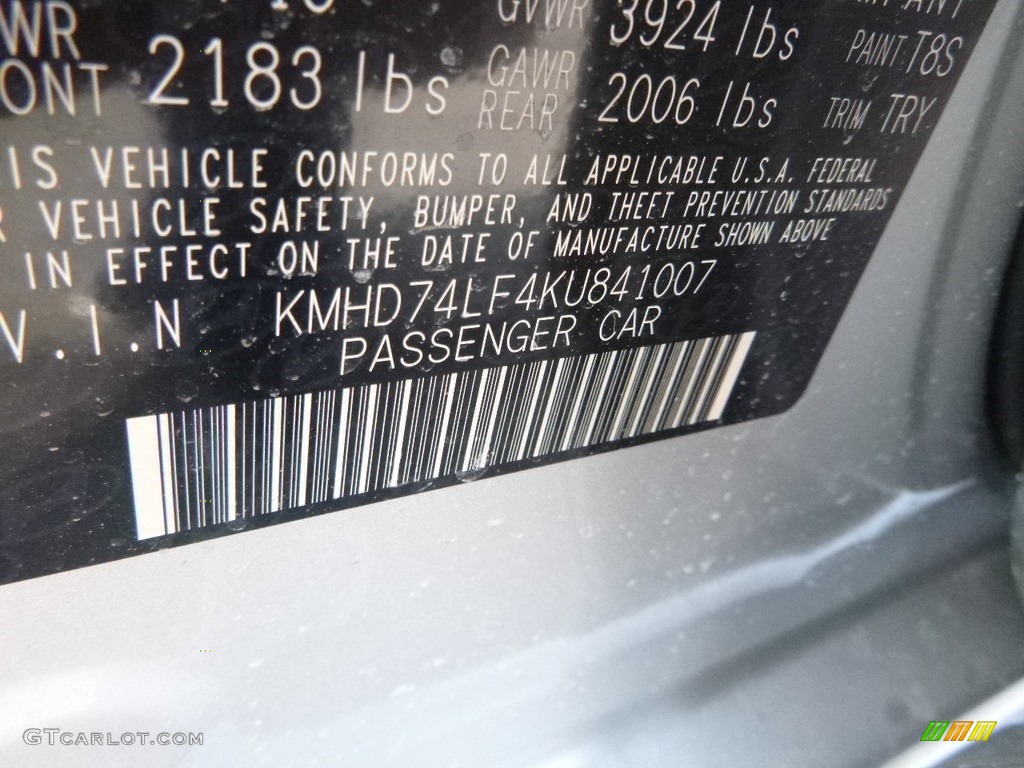 GVWR 3924 lbs
WR
ONT 2183 lbs GAWR REAR 2006 lbs
PAINT T8S
TRIM TRY
IS VEHICLE CONFORMS TO ALL APPLICABLE U.S.A. FEDERAL
R VEHICLE SAFETY, BUMPER, AND THEFT PREVENTION STANDARDS
IN EFFECT ON THE DATE OF MANUFACTURE SHOWN ABOVE
V.I.N KMHD74LF4KU841007
PASSENGER CAR
GTCARLOT.COM